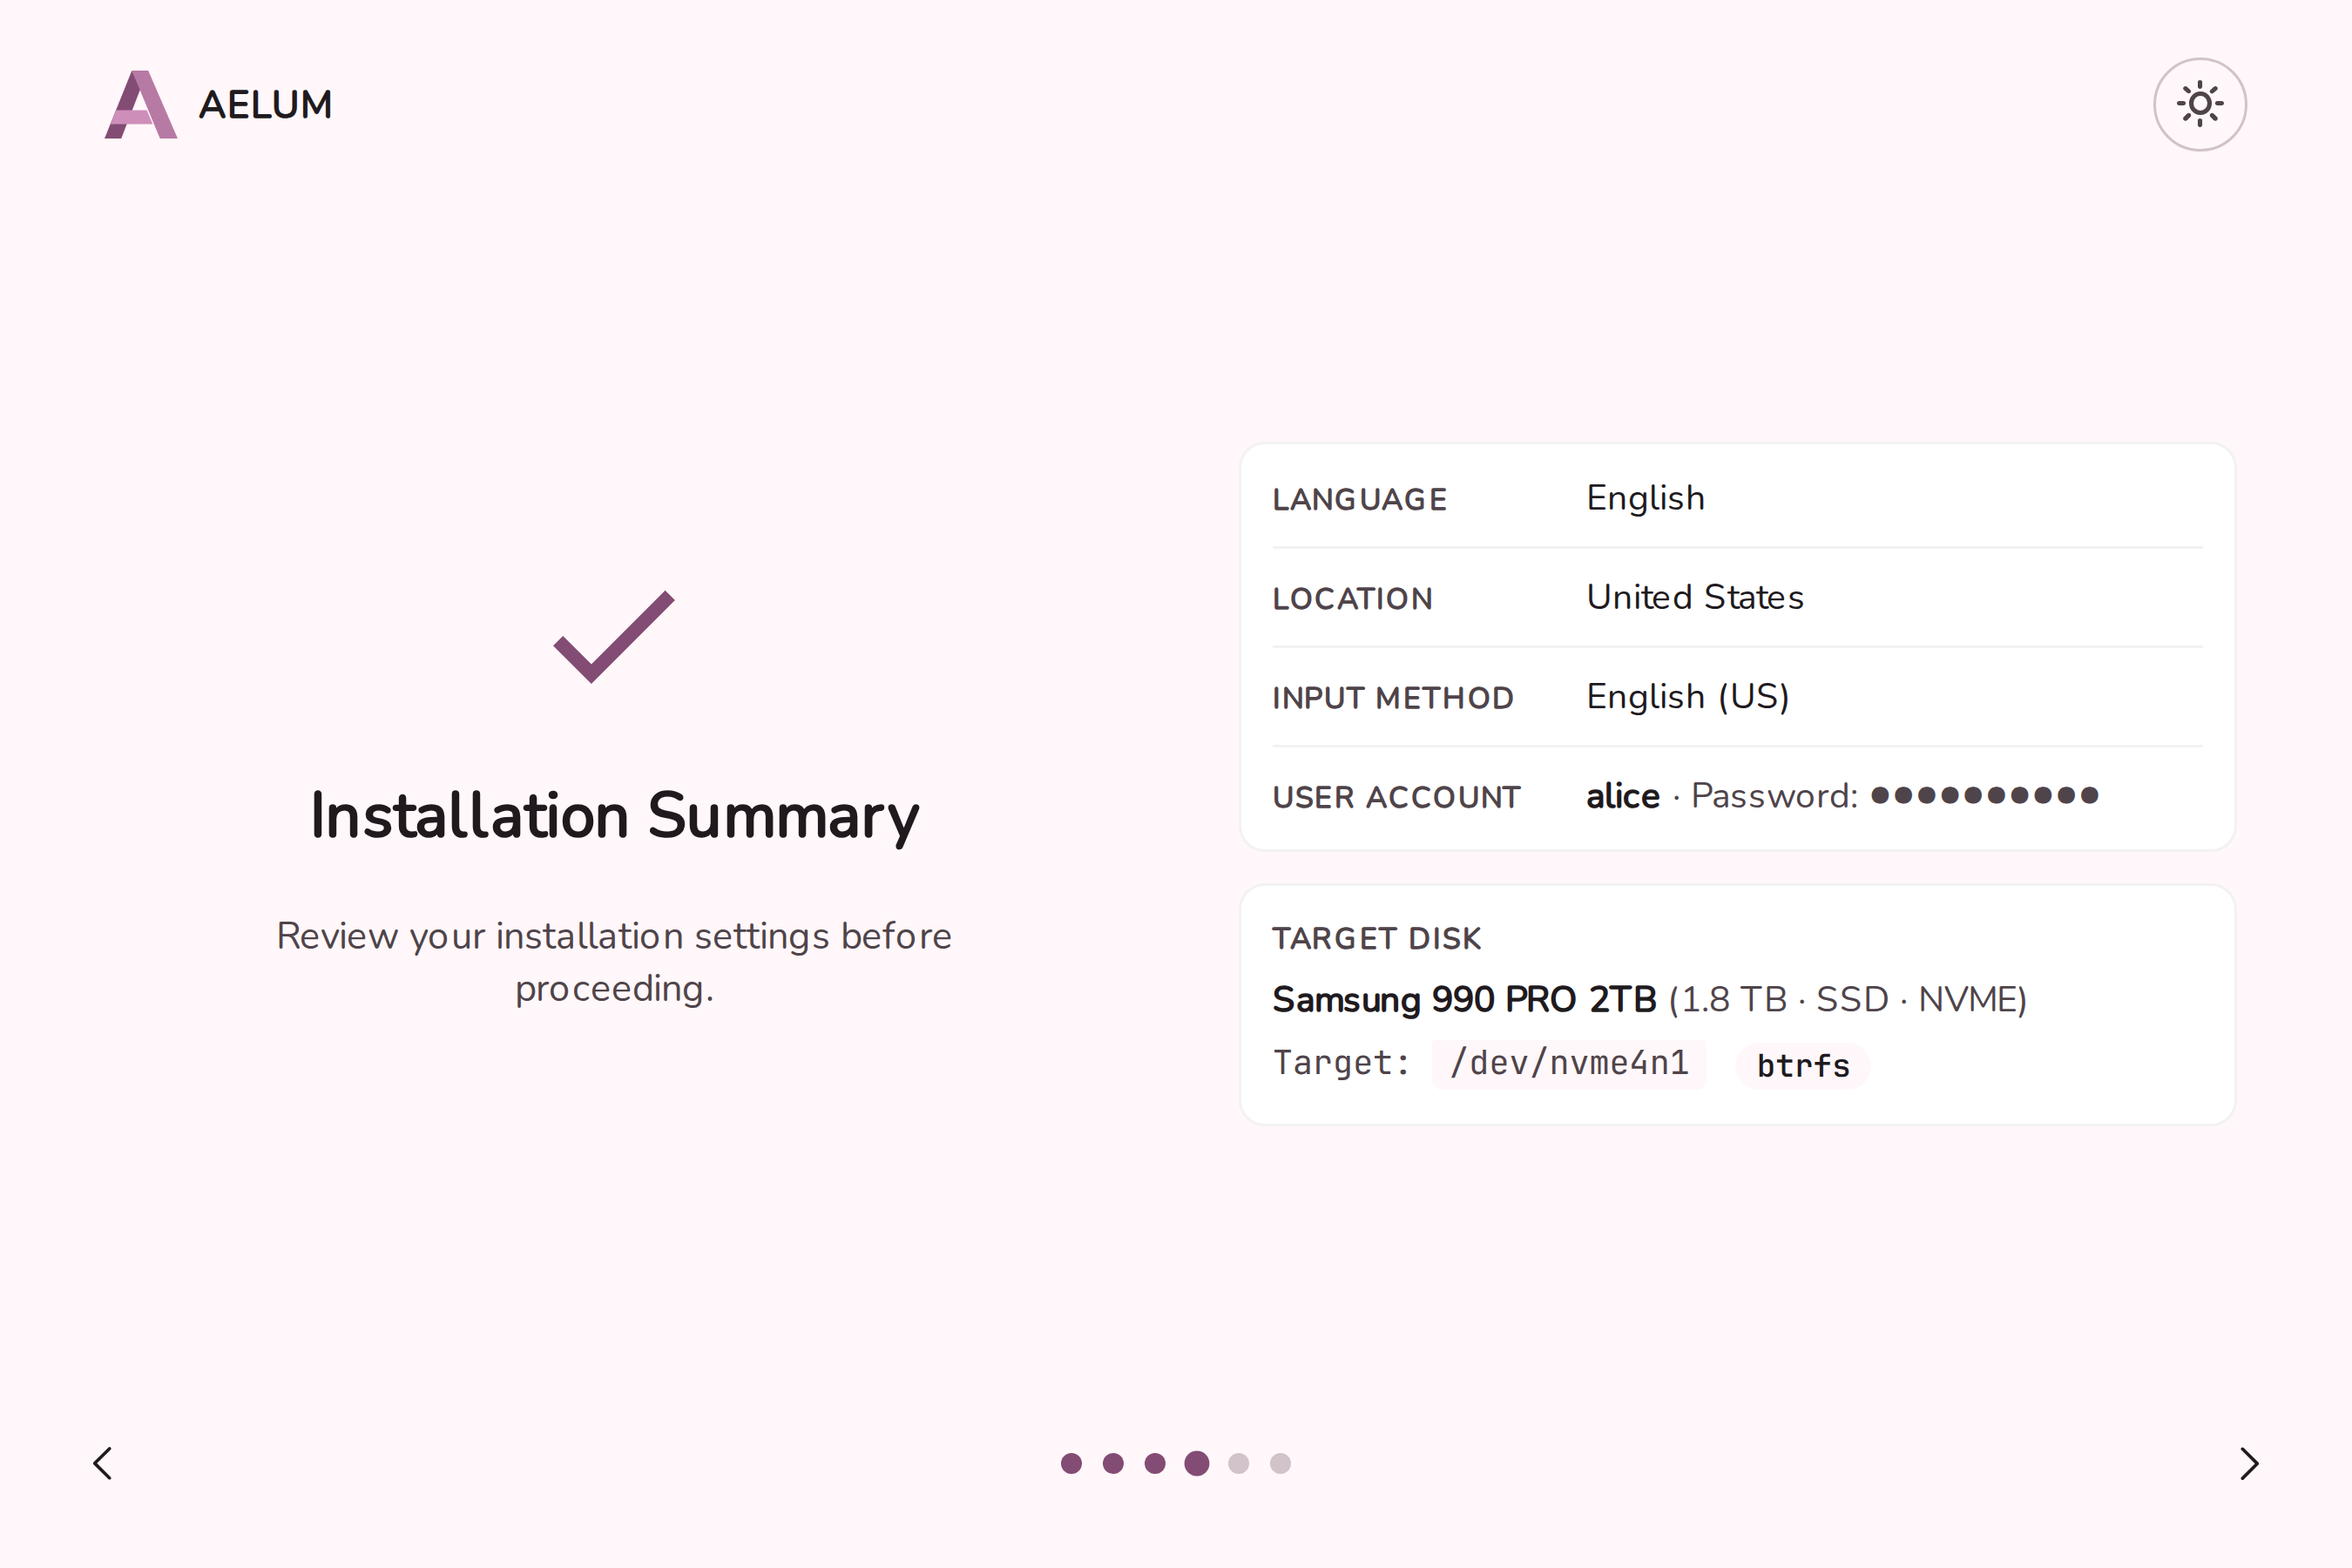 AELUM
Installation Summary
Review your installation settings before
proceeding.
LANGUAGE English
LOCATION United States
INPUT METHOD English (US)
USER ACCOUNT alice · Password: ●●●●●●●●●●
TARGET DISK
Samsung 990 PRO 2TB (1.8 TB · SSD · NVME)
Target: /dev/nvme4n1 btrfs